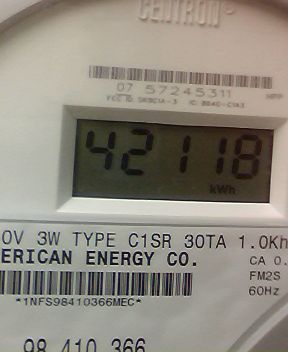 CENTRON®
07 57245311
42118
kWh
0V 3W TYPE C1SR 30TA 1.0Kh
ERICAN ENERGY CO.
CA 0.
FM2S
*1NFS98410366MEC*
60Hz
98 410 366